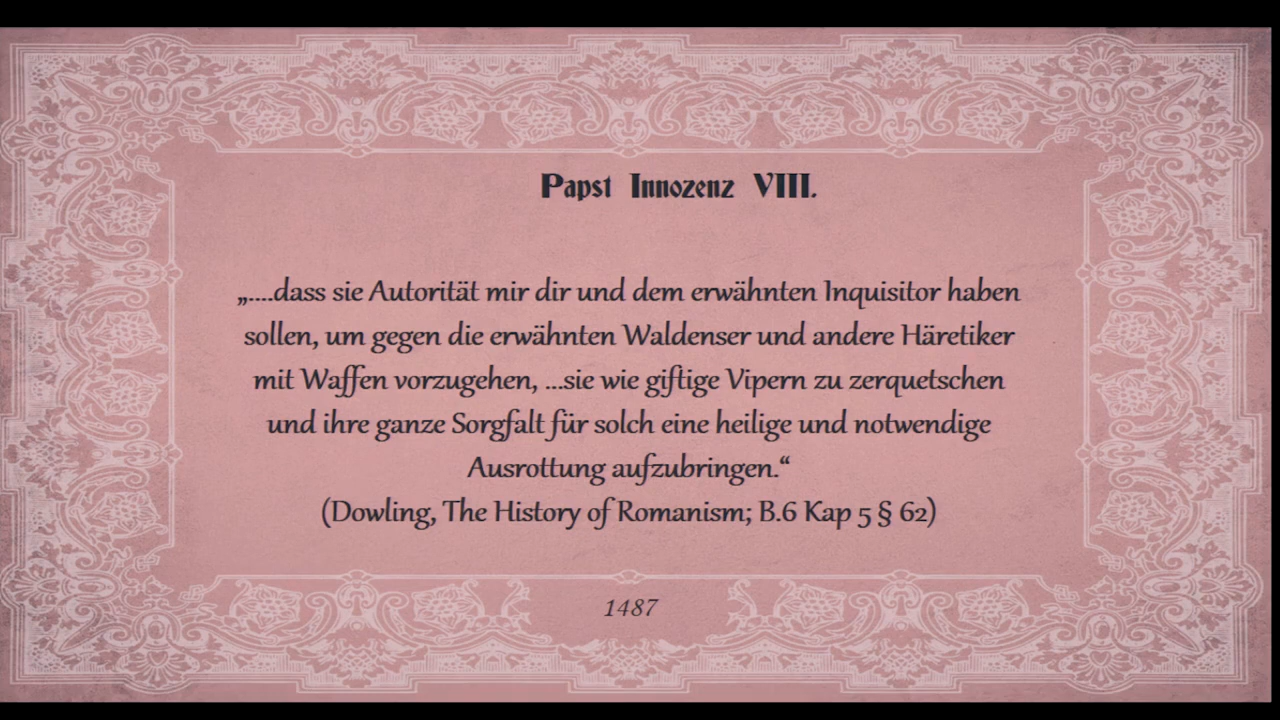 Papst Innozenz VIII.
„....dass sie Autorität mir dir und dem erwähnten Inquisitor haben
sollen, um gegen die erwähnten Waldenser und andere Häretiker
mit Waffen vorzugehen, ...sie wie giftige Vipern zu zerquetschen
und ihre ganze Sorgfalt für solch eine heilige und notwendige
Ausrottung aufzubringen.“
(Dowling, The History of Romanism; B.6 Kap 5 § 62)
1487